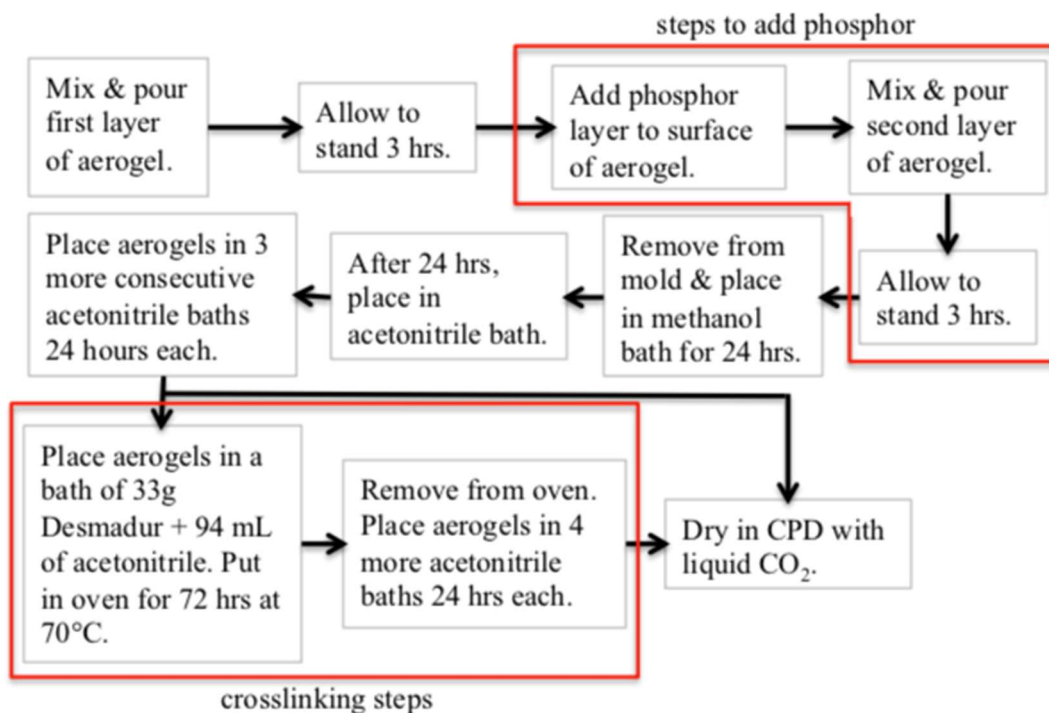 steps to add phosphor
Mix & pour
first layer
of aerogel.
Allow to
stand 3 hrs.
Add phosphor
layer to surface
of aerogel.
Mix & pour
second layer
of aerogel.
Allow to
stand 3 hrs.
Remove from
mold & place
in methanol
bath for 24 hrs.
After 24 hrs,
place in
acetonitrile bath.
Place aerogels in 3
more consecutive
acetonitrile baths
24 hours each.
Place aerogels in a
bath of 33g
Desmadur + 94 mL
of acetonitrile. Put
in oven for 72 hrs at
70°C.
Remove from oven.
Place aerogels in 4
more acetonitrile
baths 24 hrs each.
Dry in CPD with
liquid CO₂.
crosslinking steps